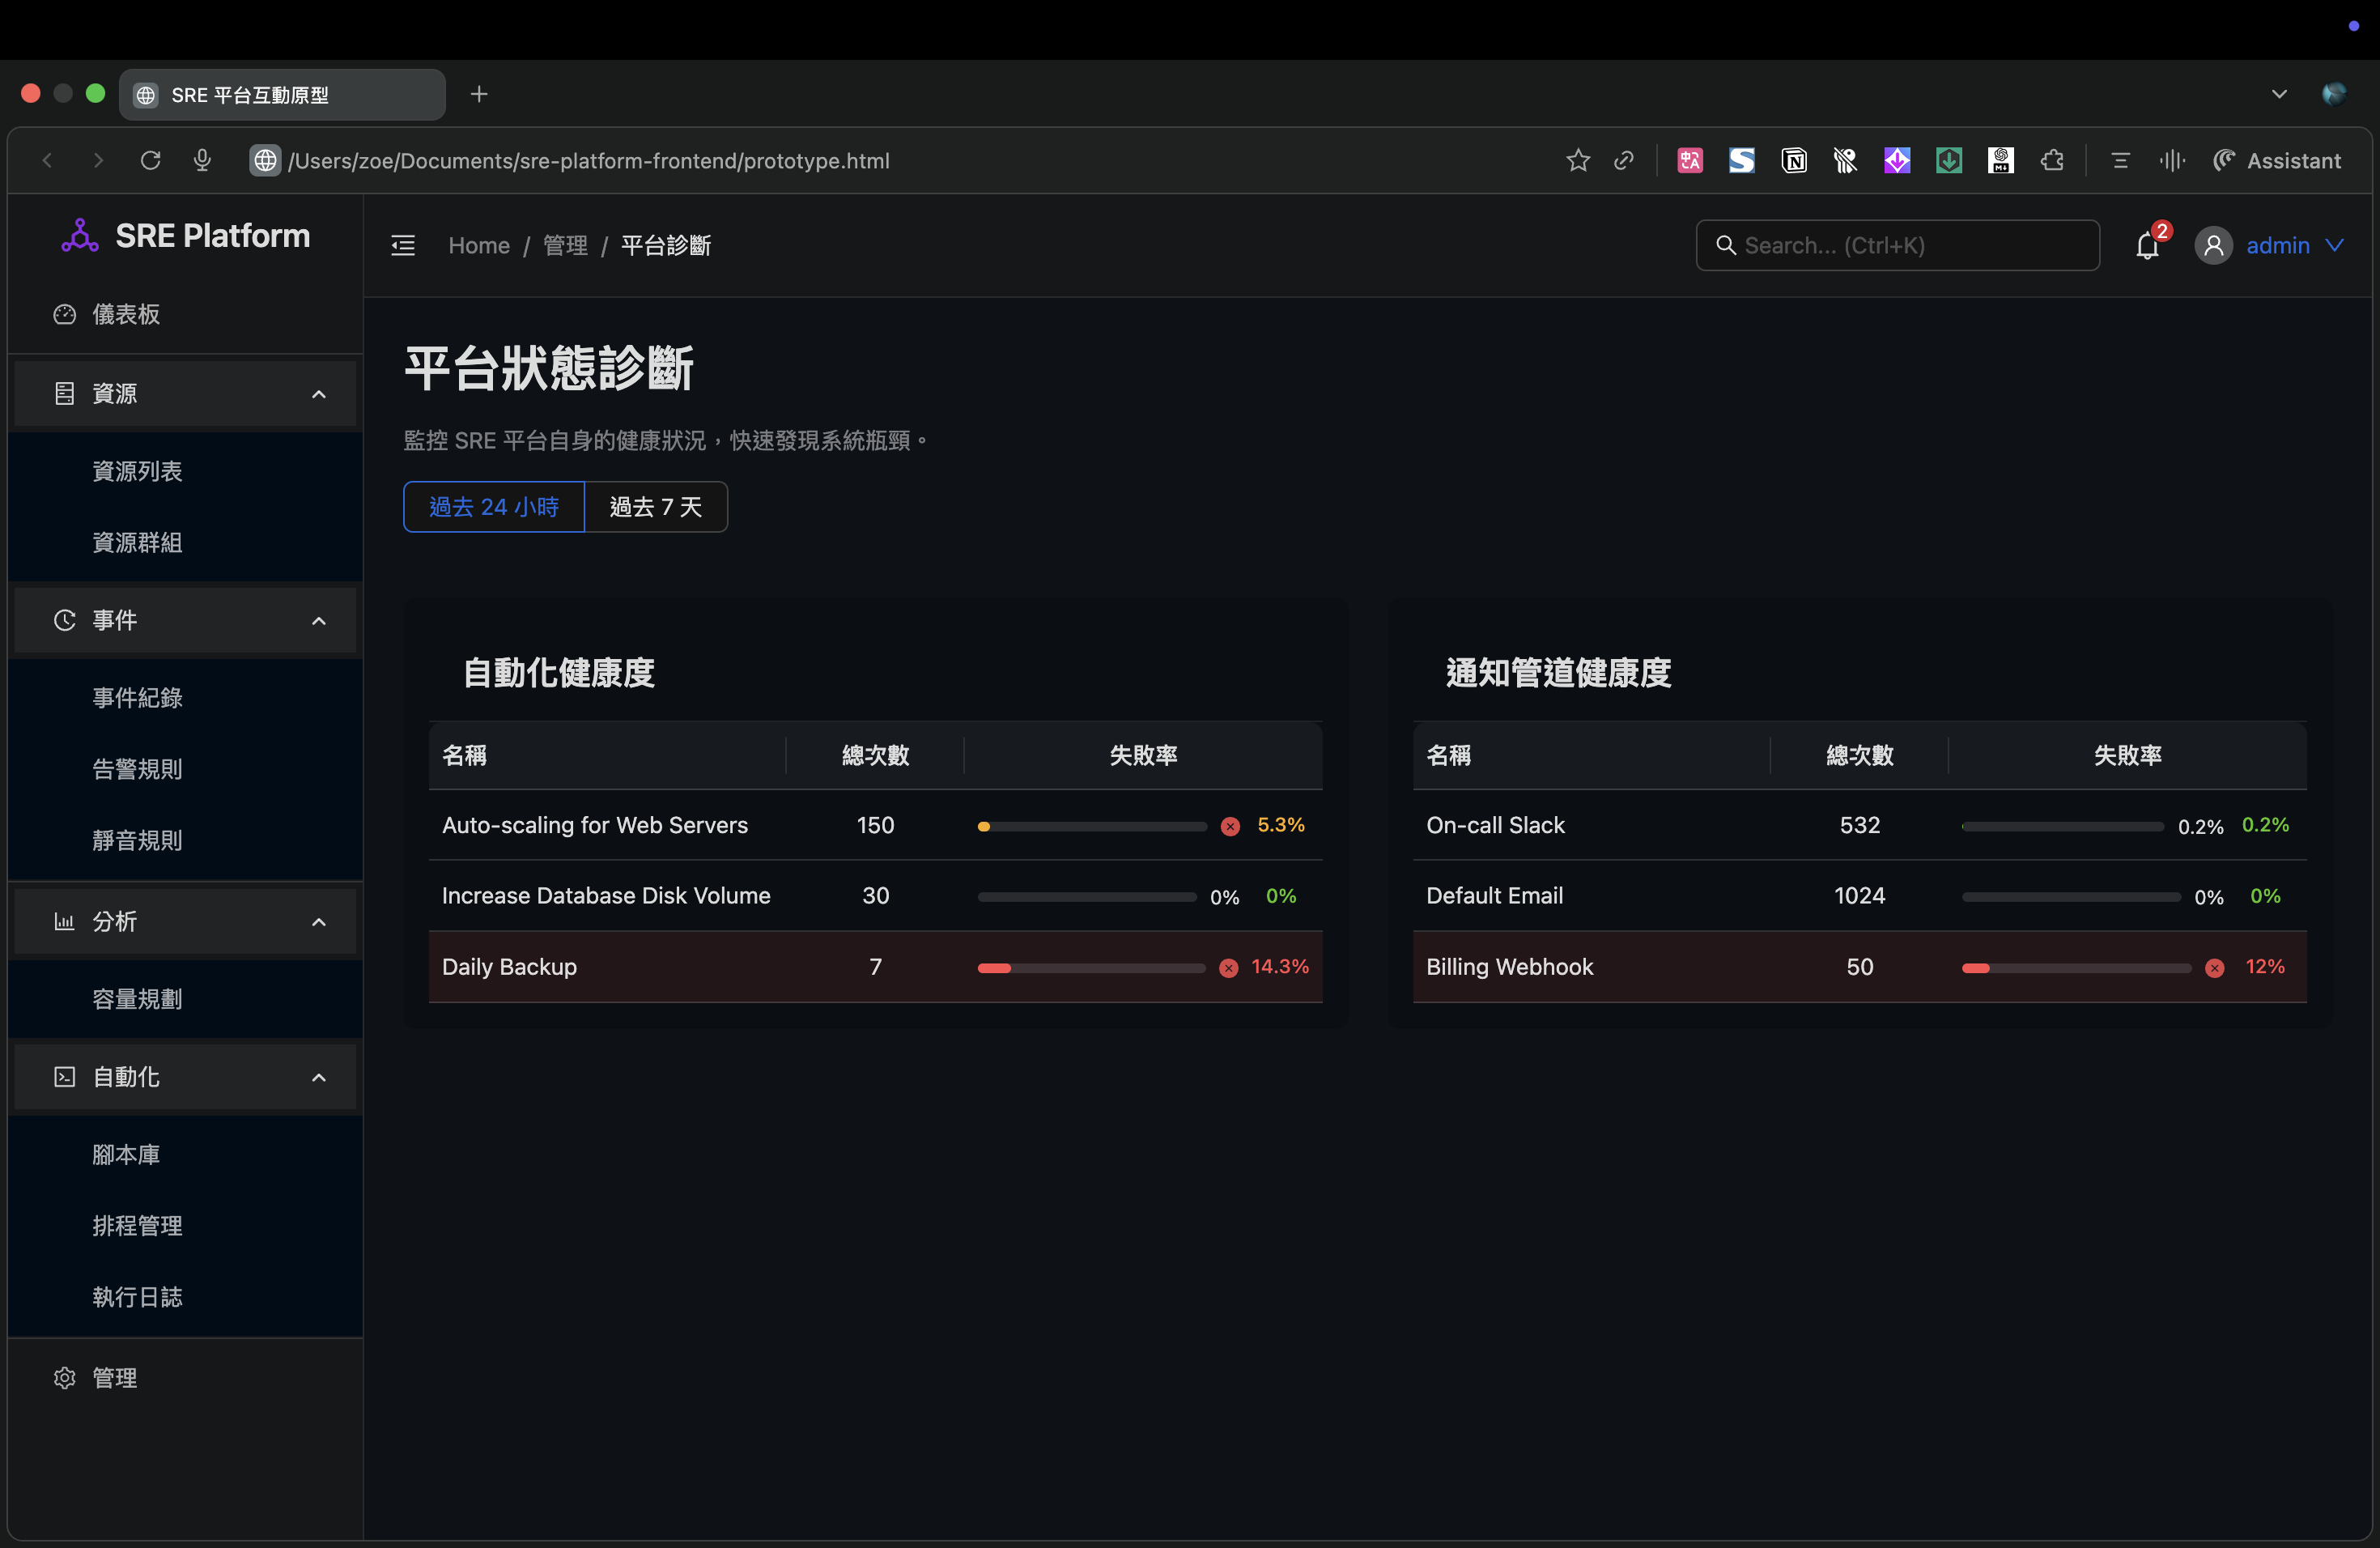 SRE 平台互動原型
/Users/zoe/Documents/sre-platform-frontend/prototype.html
Assistant
SRE Platform
儀表板
資源
資源列表
資源群組
事件
事件紀錄
告警規則
靜音規則
分析
容量規劃
自動化
腳本庫
排程管理
執行日誌
管理
Home / 管理 / 平台診斷
Search... (Ctrl+K)
2
admin
平台狀態診斷
監控 SRE 平台自身的健康狀況，快速發現系統瓶頸。
過去 24 小時 過去 7 天
自動化健康度
名稱 總次數 失敗率
Auto-scaling for Web Servers 150 5.3%
Increase Database Disk Volume 30 0% 0%
Daily Backup 7 14.3%
通知管道健康度
名稱 總次數 失敗率
On-call Slack 532 0.2% 0.2%
Default Email 1024 0% 0%
Billing Webhook 50 12%